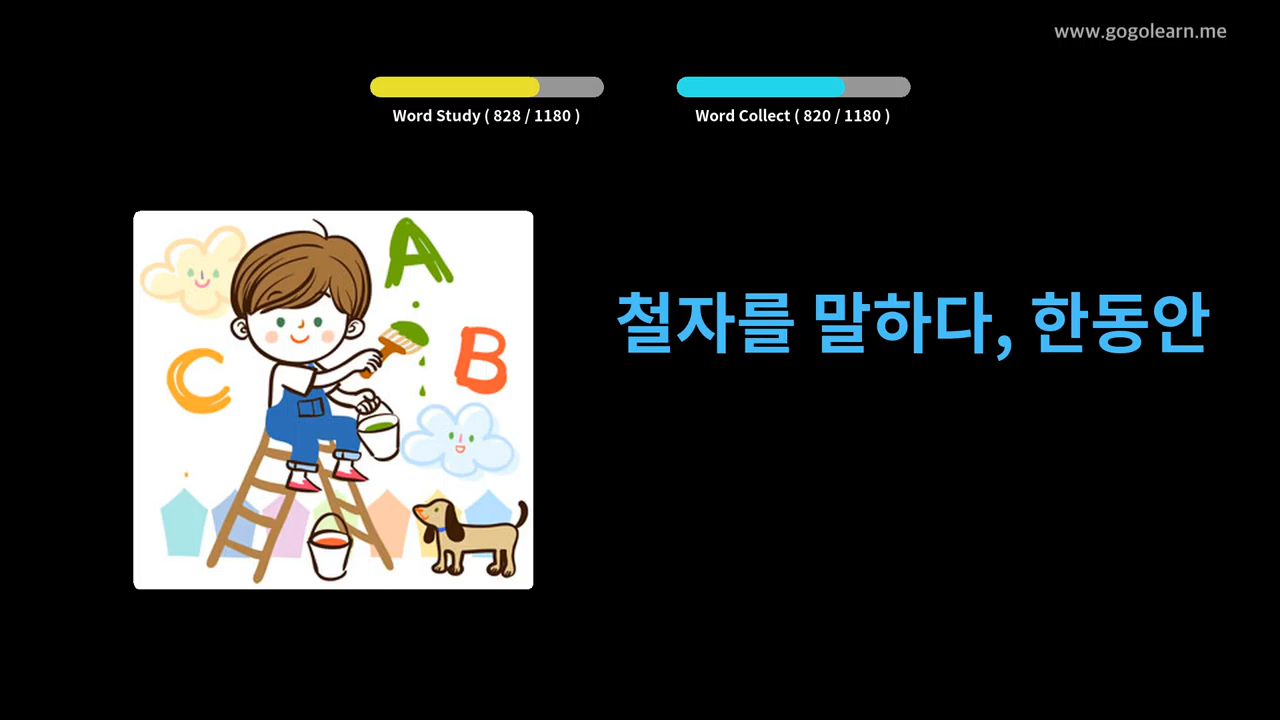 www.gogolearn.me
Word Study ( 828 / 1180 )
Word Collect ( 820 / 1180 )
A
B
C
철자를 말하다, 한동안